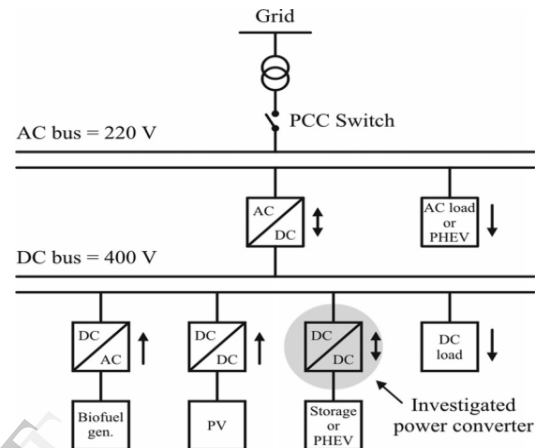 Grid
PCC Switch
AC bus = 220 V
AC
DC
AC load
or
PHEV
DC bus = 400 V
DC
AC
DC
DC
DC
DC
DC
load
Biofuel
gen.
PV
Storage
or
PHEV
Investigated
power converter